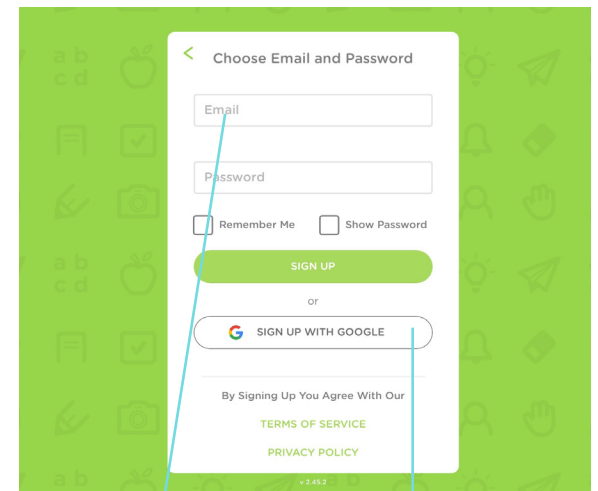 Choose Email and Password
Email
Password
Remember Me Show Password
SIGN UP
or
SIGN UP WITH GOOGLE
By Signing Up You Agree With Our
TERMS OF SERVICE
PRIVACY POLICY
v 2.45.2
a b
c d
a b
c d
a b
a b